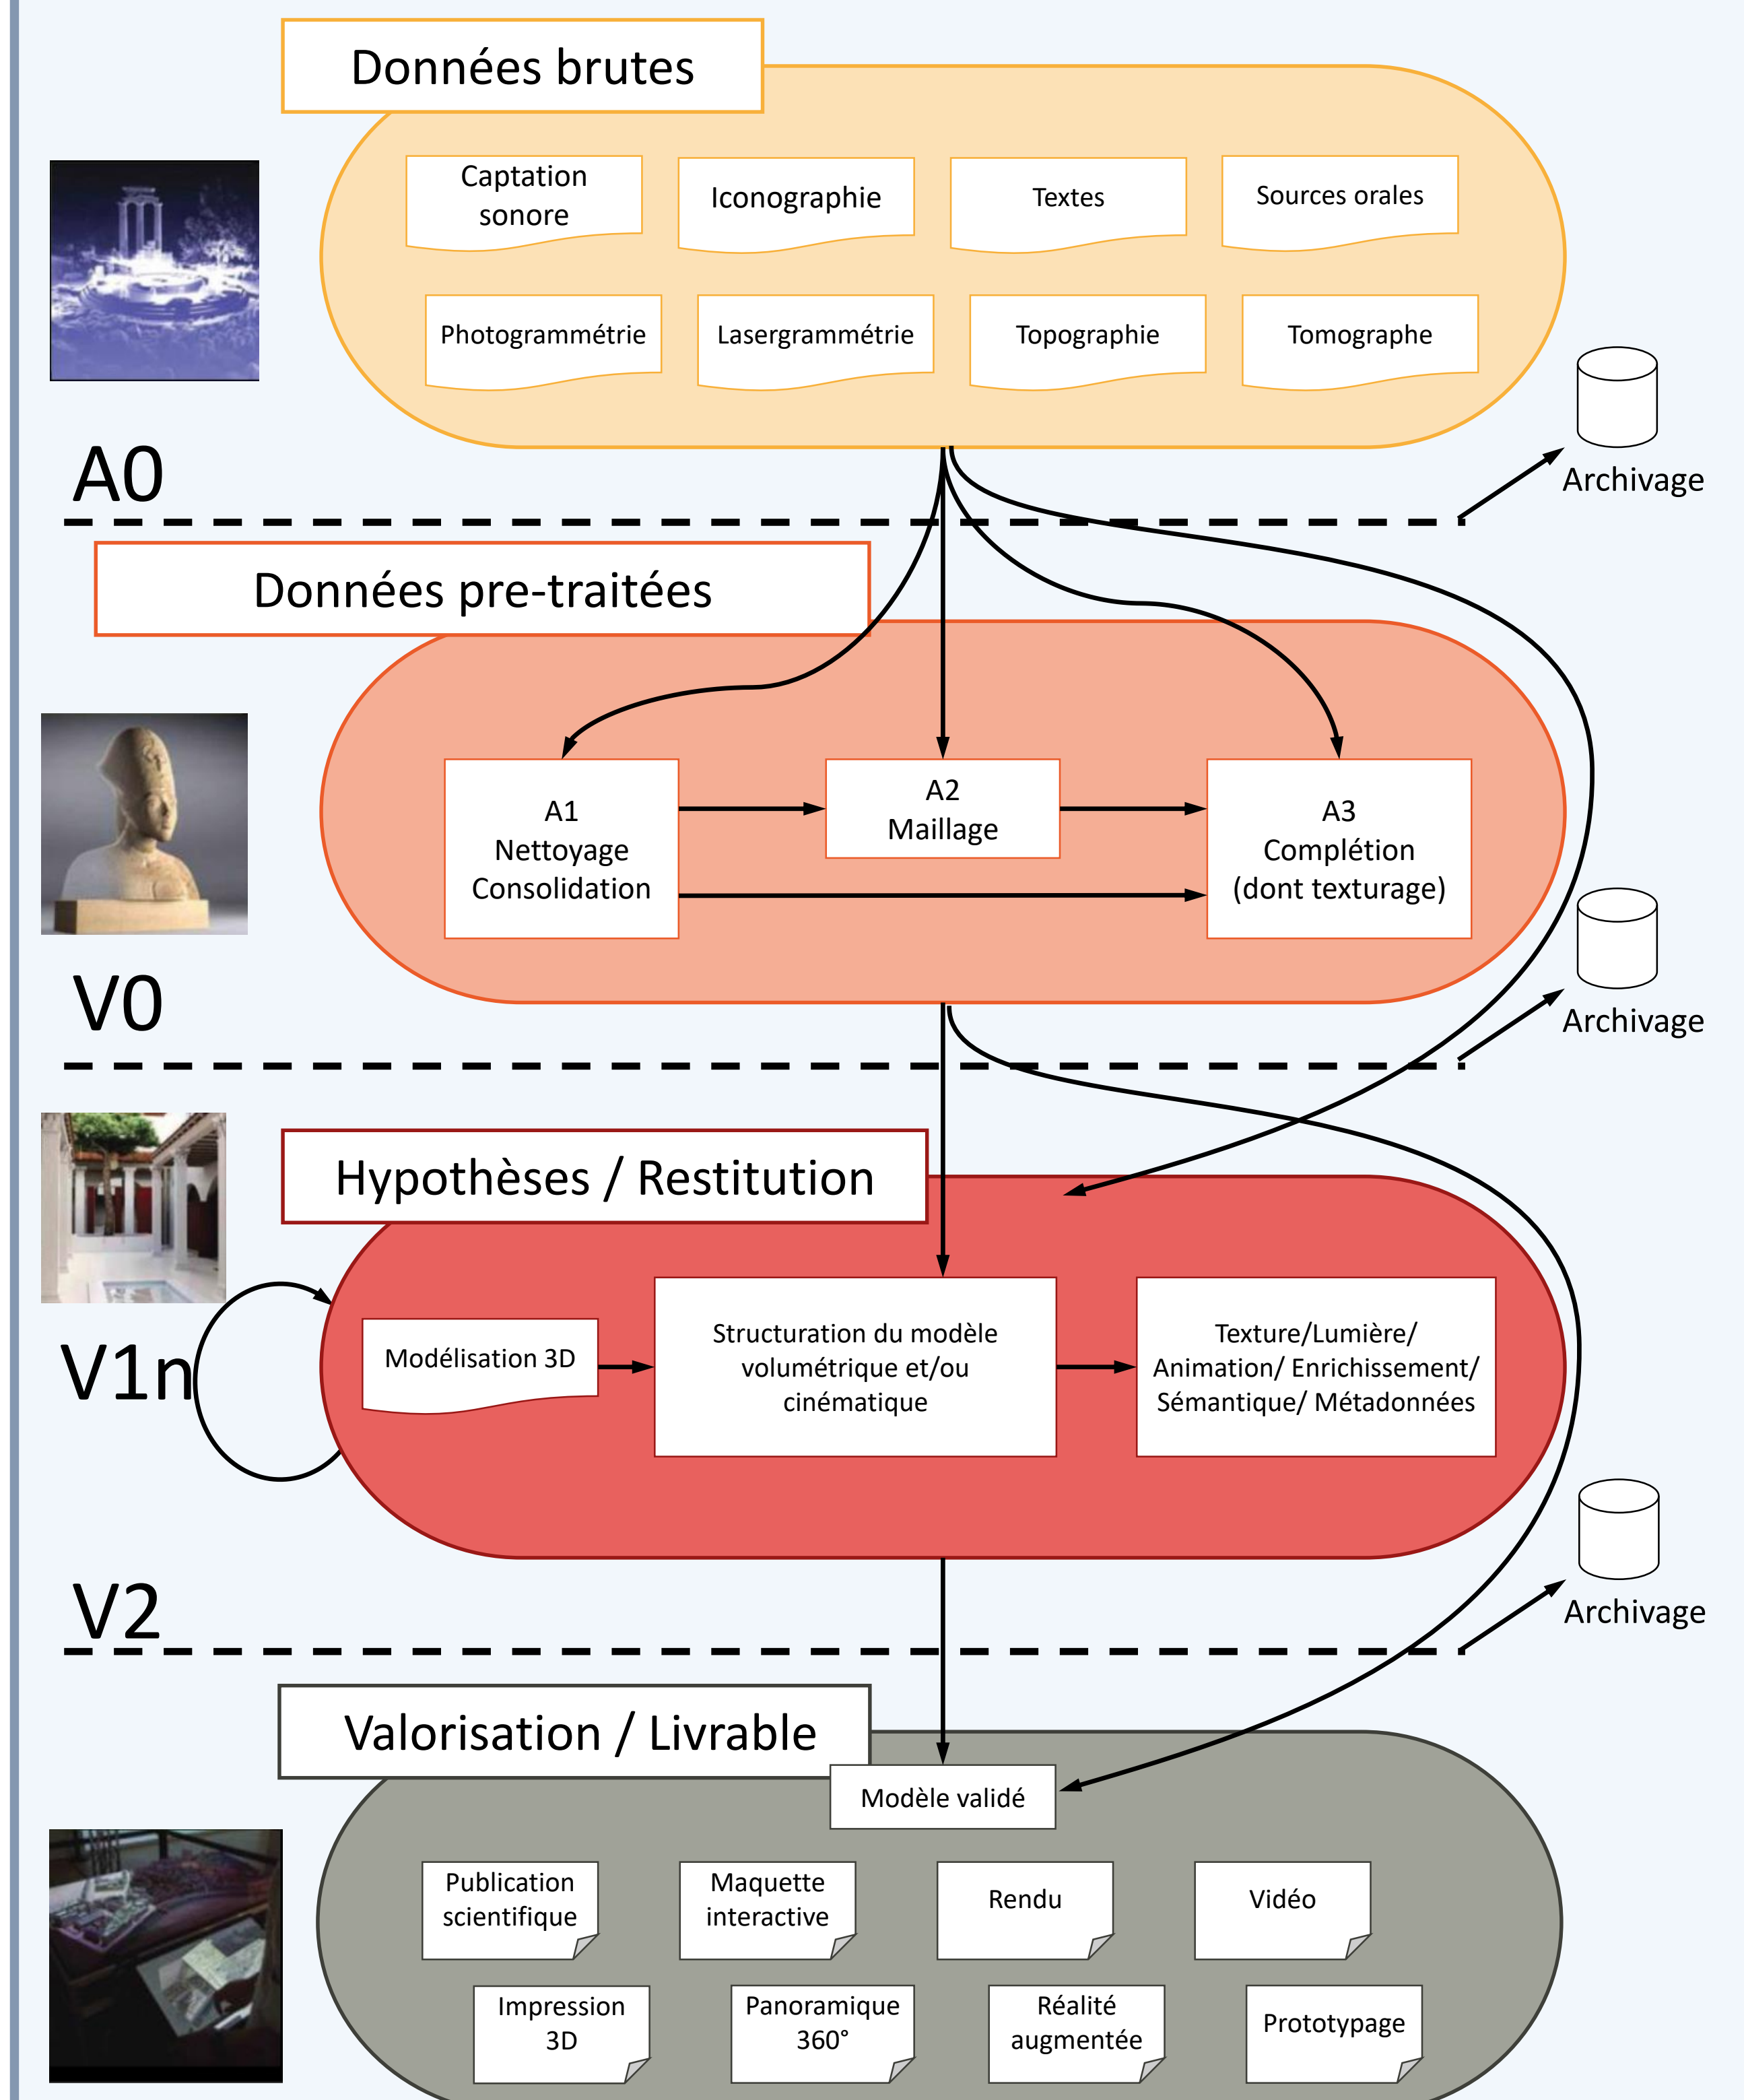 Données brutes
Captation
sonore
Iconographie
Textes
Sources orales
Photogrammétrie
Lasergrammétrie
Topographie
Tomographe
A0
Archivage
Données pre-traitées
A1
Nettoyage
Consolidation
A2
Maillage
A3
Complétion
(dont texturage)
V0
Archivage
Hypothèses / Restitution
V1n
Modélisation 3D
Structuration du modèle
volumétrique et/ou
cinématique
Texture/Lumière/
Animation/ Enrichissement/
Sémantique/ Métadonnées
V2
Archivage
Valorisation / Livrable
Modèle validé
Publication
scientifique
Maquette
interactive
Rendu
Vidéo
Impression
3D
Panoramique
360°
Réalité
augmentée
Prototypage